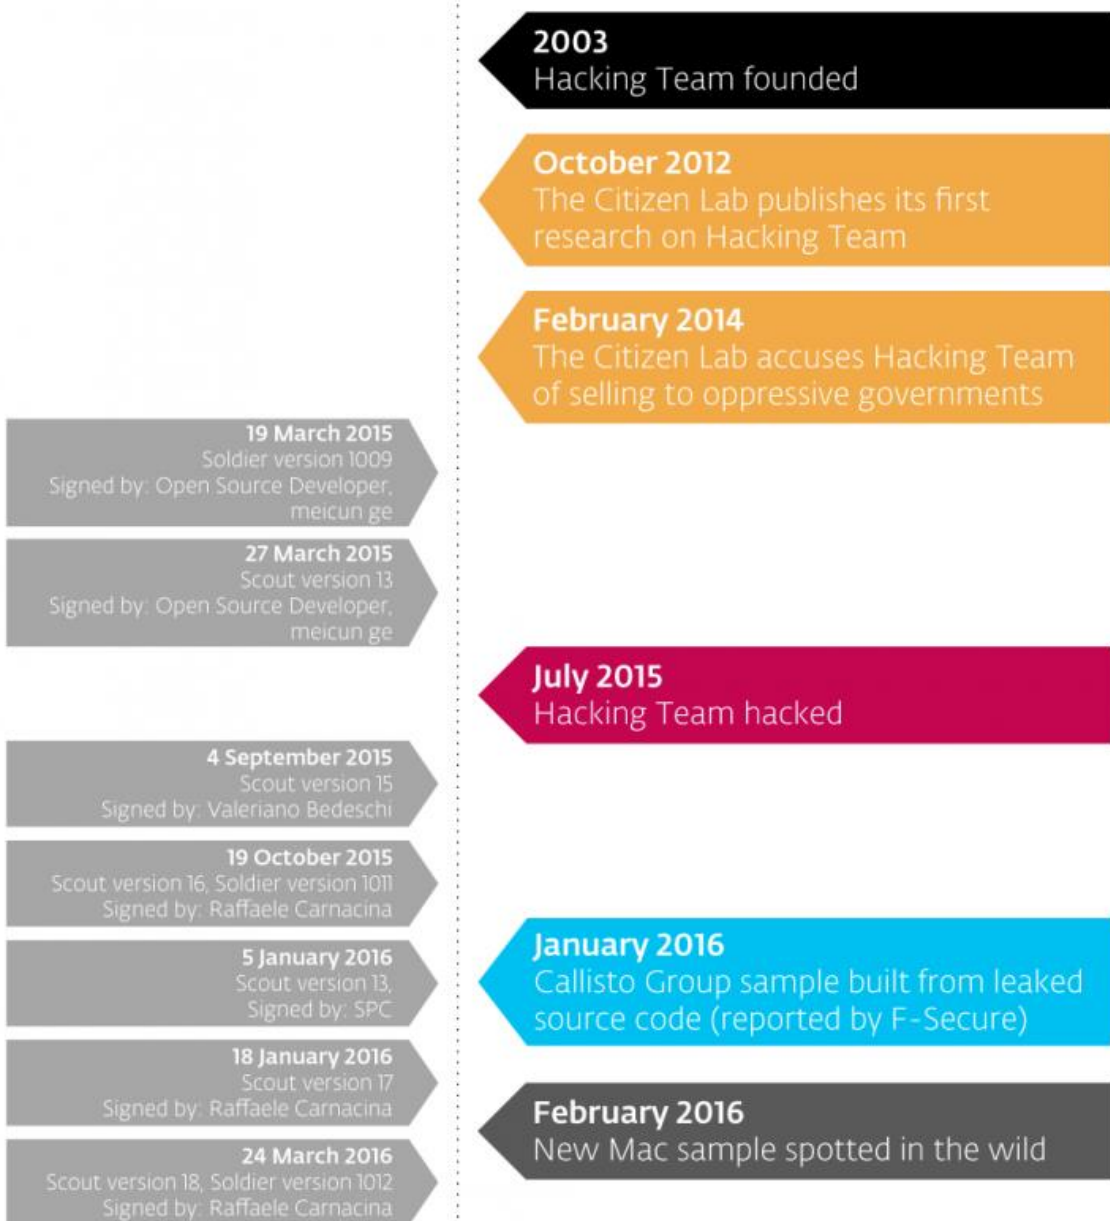 2003
Hacking Team founded
October 2012
The Citizen Lab publishes its first
research on Hacking Team
February 2014
The Citizen Lab accuses Hacking Team
of selling to oppressive governments
19 March 2015
Soldier version 1009
Signed by: Open Source Developer,
meicun ge
27 March 2015
Scout version 13
Signed by: Open Source Developer,
meicun ge
July 2015
Hacking Team hacked
4 September 2015
Scout version 15
Signed by: Valeriano Bedeschi
19 October 2015
Scout version 16, Soldier version 1011
Signed by: Raffaele Carnacina
January 2016
Callisto Group sample built from leaked
source code (reported by F-Secure)
5 January 2016
Scout version 13,
Signed by: SPC
18 January 2016
Scout version 17
Signed by: Raffaele Carnacina
February 2016
New Mac sample spotted in the wild
24 March 2016
Scout version 18, Soldier version 1012
Signed by: Raffaele Carnacina